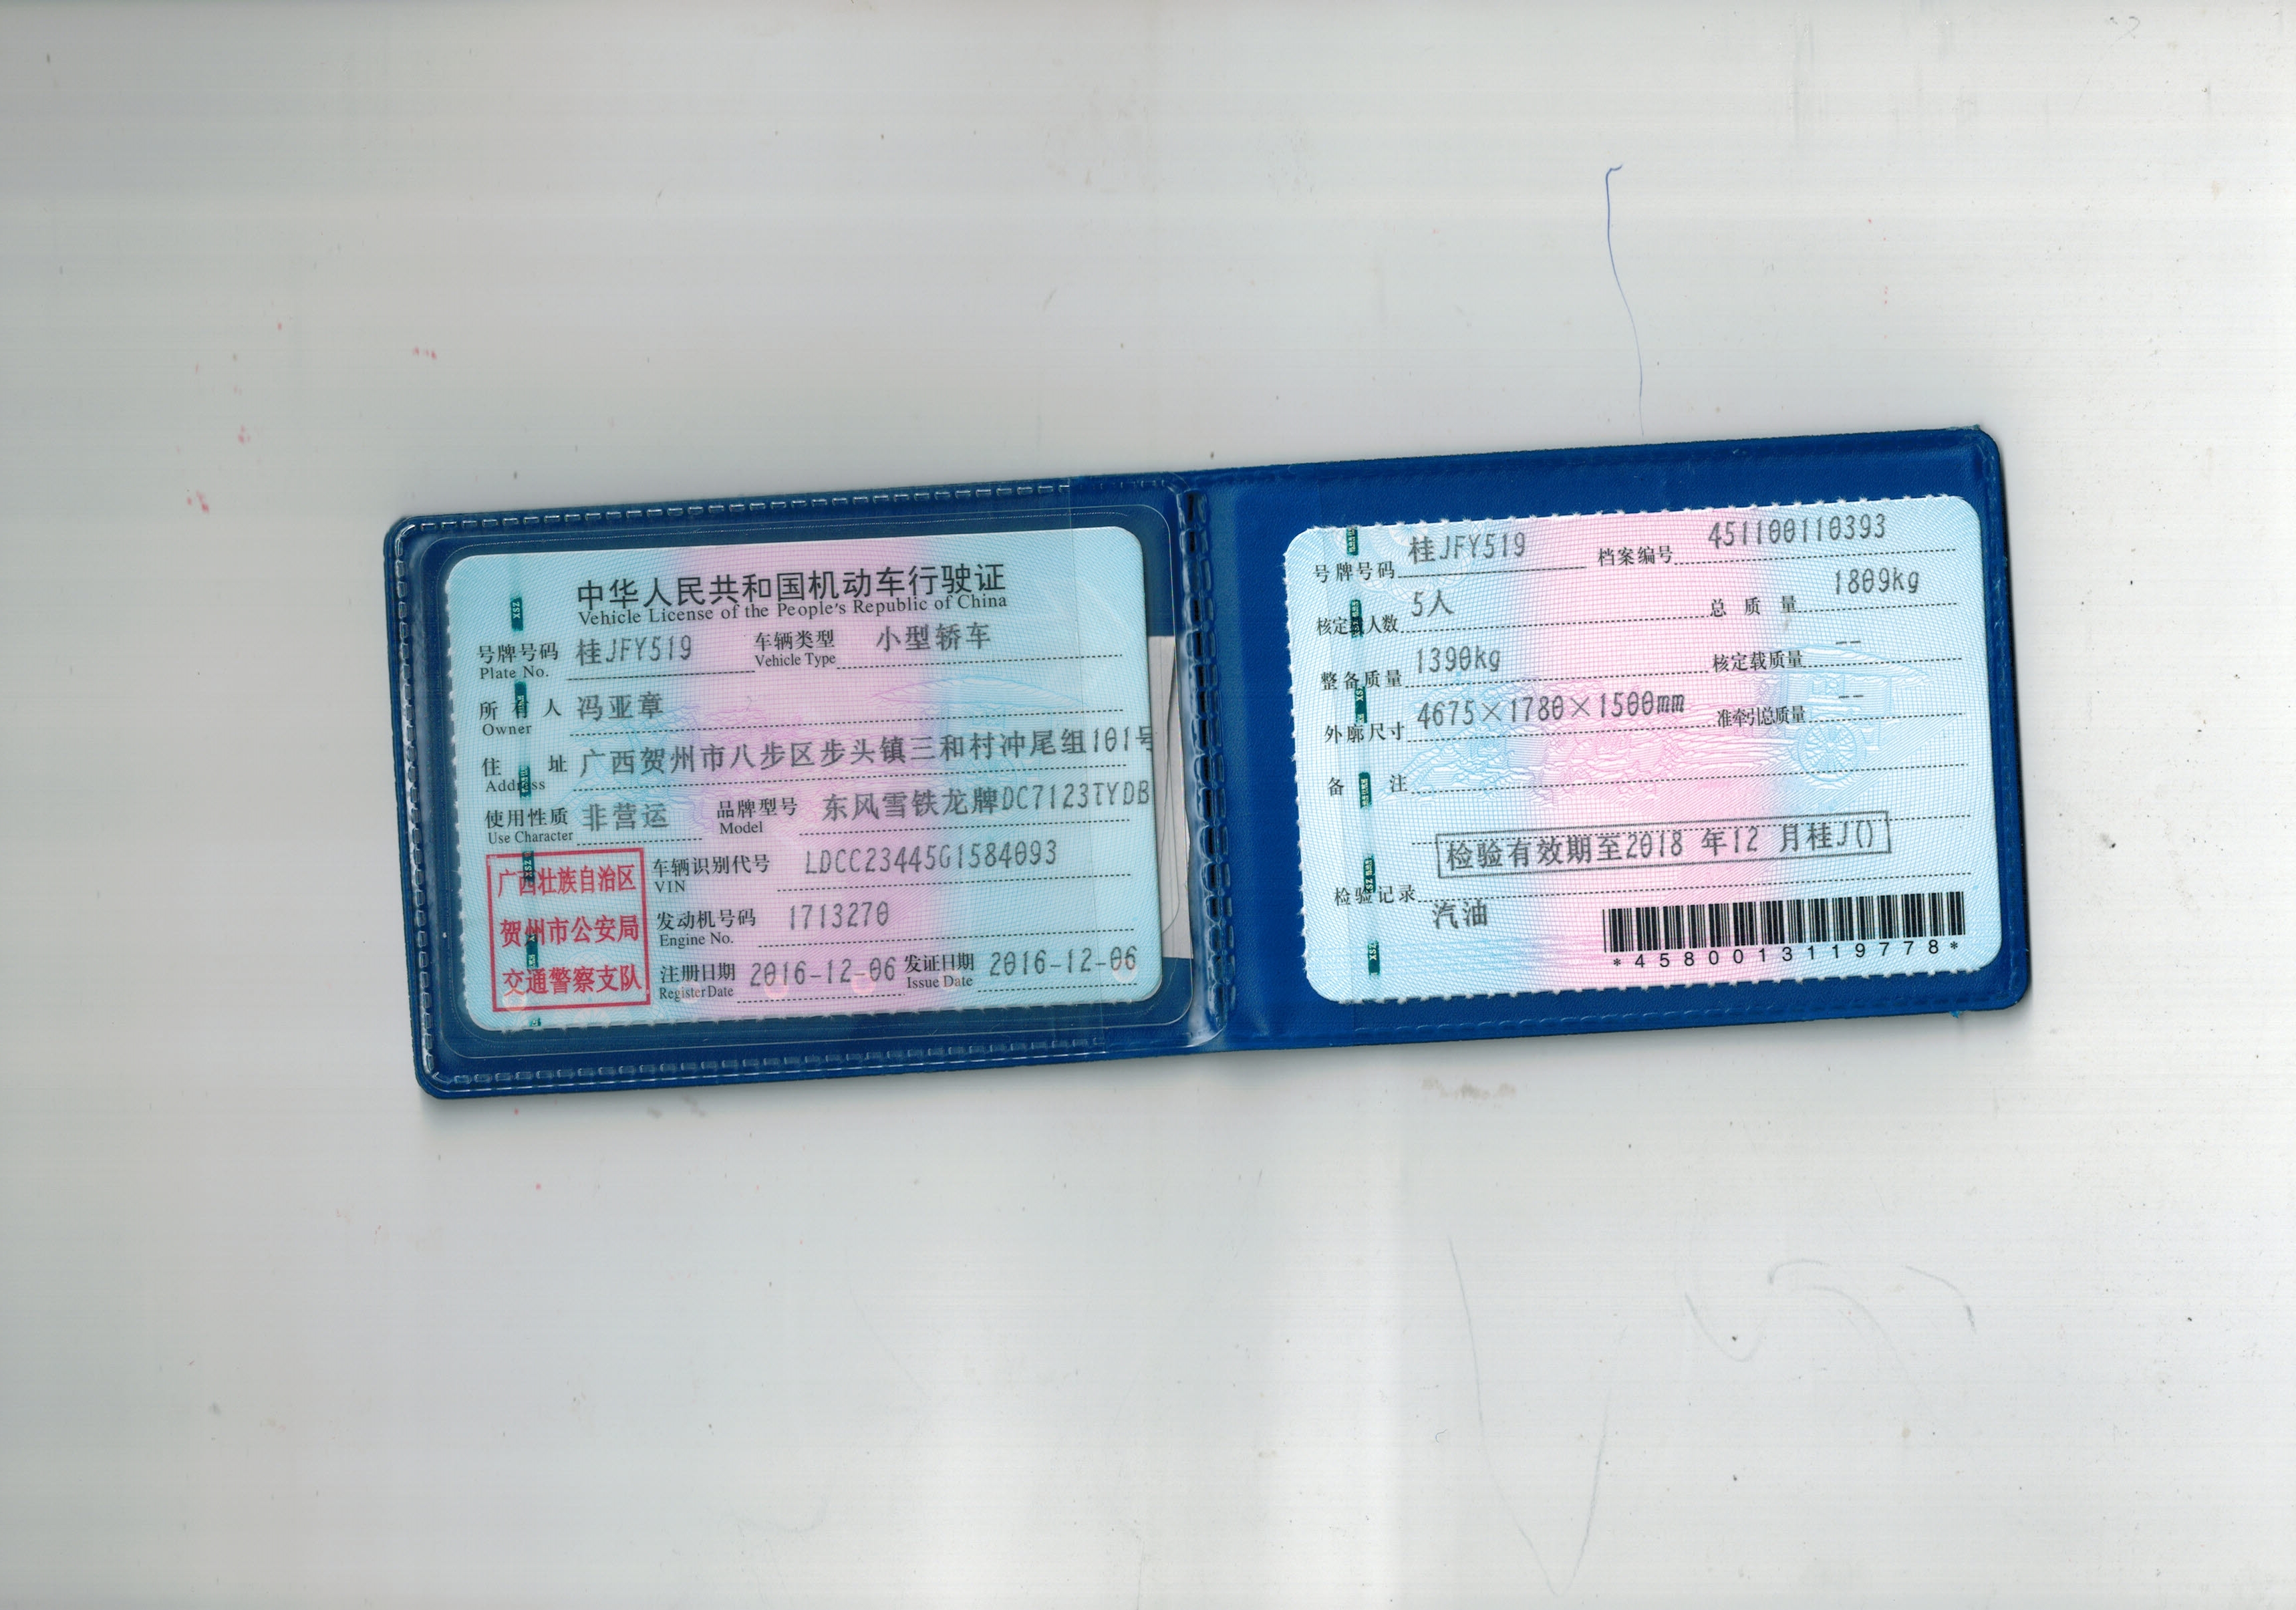 中华人民共和国机动车行驶证
Vehicle License of the People's Republic of China
号牌号码 桂JFY519 车辆类型 小型轿车
Plate No. Vehicle Type
所有人 冯亚章
Owner
住址 广西贺州市八步区步头镇三和村冲尾组101号
Address
使用性质 非营运 品牌型号 东风雪铁龙牌DC7123TYDB
Use Character Model
广西壮族自治区
贺州市公安局
交通警察支队
车辆识别代号 LDCC23445G1584093
VIN
发动机号码 1713270
Engine No.
注册日期 2016-12-06 发证日期 2016-12-06
Register Date Issue Date
号牌号码 桂JFY519 档案编号 451100110393
核定载人数 5人 总质量 1809kg
整备质量 1390kg 核定载质量 --
外廓尺寸 4675×1780×1500mm 准牵引总质量 --
备注
检验有效期至2018 年12 月桂J()
检验记录
汽油
*4580013119778*